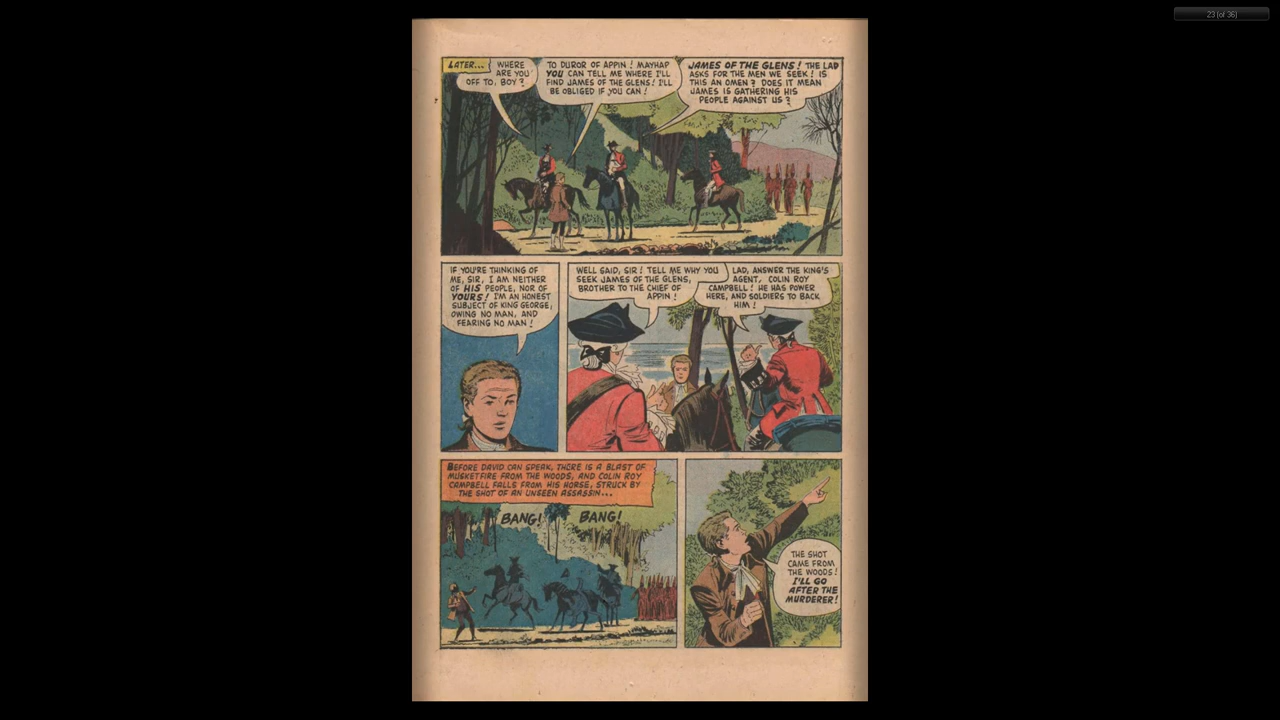 23 (of 36)
LATER...
WHERE
ARE YOU
OFF TO, BOY?
TO DUROR OF APPIN! MAYHAP
YOU CAN TELL ME WHERE I'LL
FIND JAMES OF THE GLENS! I'LL
BE OBLIGED IF YOU CAN!
JAMES OF THE GLENS! THE LAD
ASKS FOR THE MEN WE SEEK! IS
THIS AN OMEN? DOES IT MEAN
JAMES IS GATHERING HIS
PEOPLE AGAINST US?
IF YOU'RE THINKING OF
ME, SIR, I AM NEITHER
OF HIS PEOPLE, NOR OF
YOURS! I'M AN HONEST
SUBJECT OF KING GEORGE,
OWING NO MAN, AND
FEARING NO MAN!
WELL SAID, SIR! TELL ME WHY YOU
SEEK JAMES OF THE GLENS,
BROTHER TO THE CHIEF OF
APPIN!
LAD, ANSWER THE KING'S
AGENT, COLIN ROY
CAMPBELL! HE HAS POWER
HERE, AND SOLDIERS TO BACK
HIM!
BEFORE DAVID CAN SPEAK, THERE IS A BLAST OF
MUSKETFIRE FROM THE WOODS, AND COLIN ROY
CAMPBELL FALLS FROM HIS HORSE, STRUCK BY
THE SHOT OF AN UNSEEN ASSASSIN...
BANG! BANG!
THE SHOT
CAME FROM
THE WOODS!
I'LL GO
AFTER THE
MURDERER!